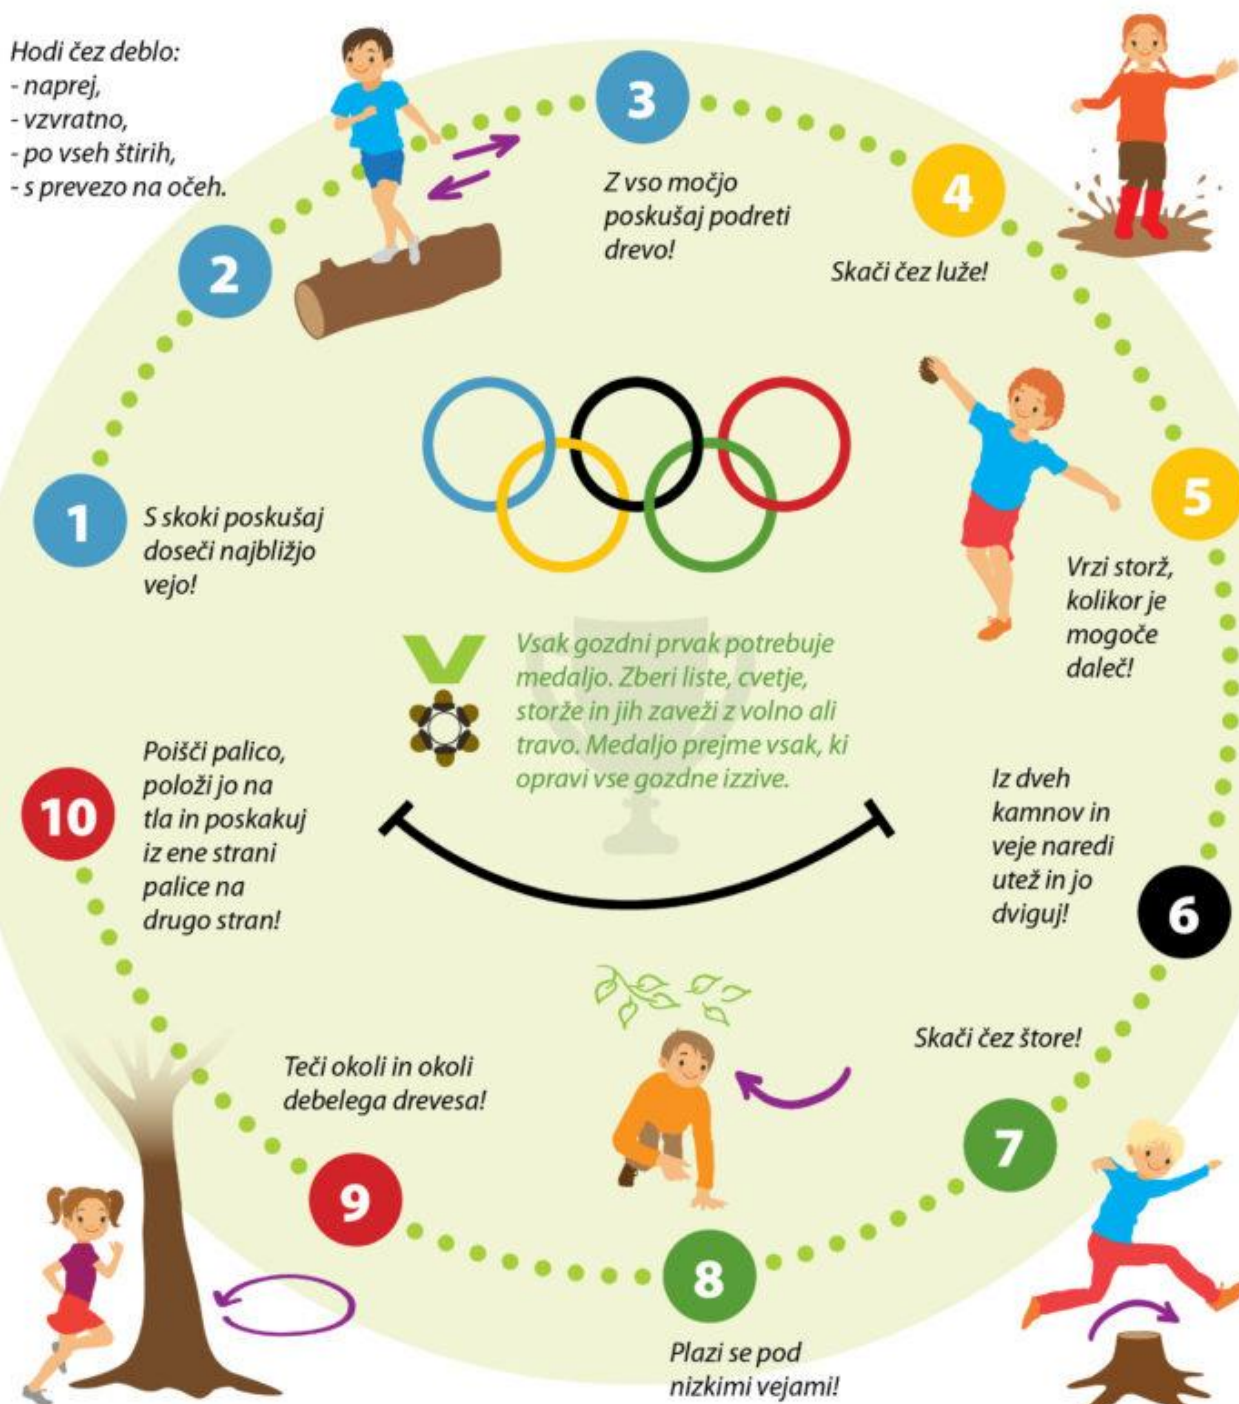 1
S skoki poskušaj
doseči najbližjo
vejo!
2
Hodi čez deblo:
- naprej,
- vzvratno,
- po vseh štirih,
- s prevezo na očeh.
3
Z vso močjo
poskušaj podreti
drevo!
4
Skači čez luže!
5
Vrzi storž,
kolikor je
mogoče
daleč!
6
Iz dveh
kamnov in
veje naredi
utež in jo
dviguj!
7
Skači čez štore!
8
Plazi se pod
nizkimi vejami!
9
Teči okoli in okoli
debelega drevesa!
10
Poišči palico,
položi jo na
tla in poskakuj
iz ene strani
palice na
drugo stran!
Vsak gozdni prvak potrebuje
medaljo. Zberi liste, cvetje,
storže in jih zaveži z volno ali
travo. Medaljo prejme vsak, ki
opravi vse gozdne izzive.